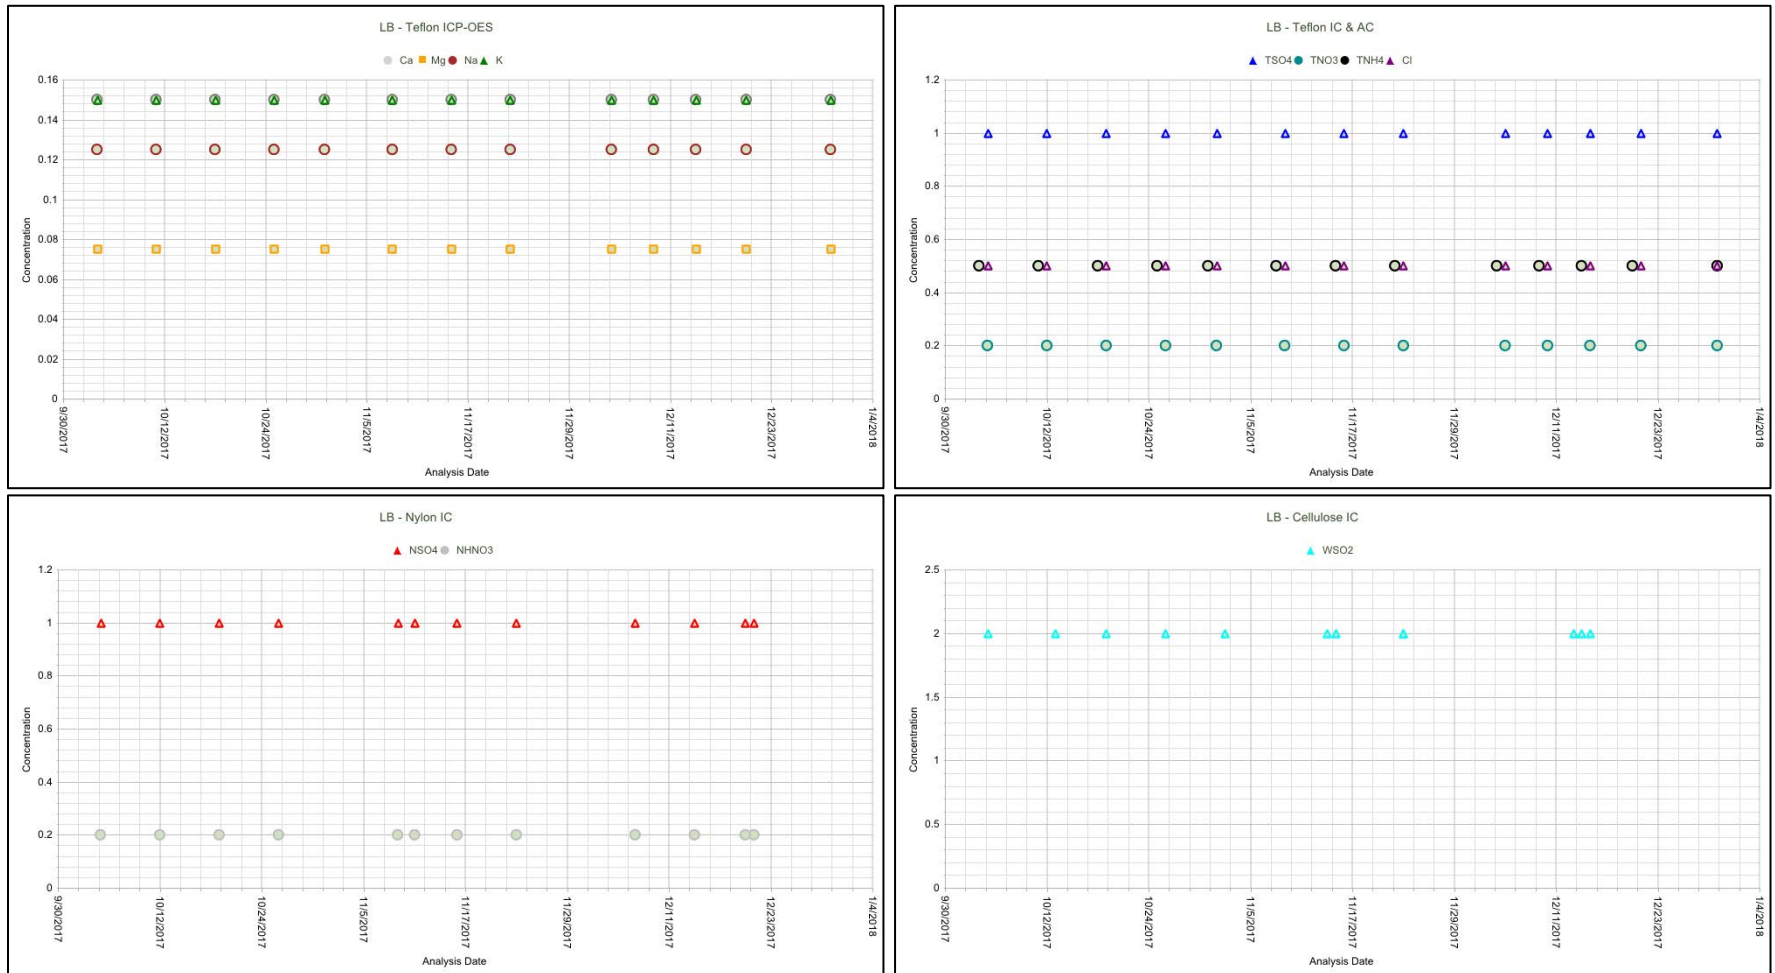 LB - Teflon ICP-OES
Ca Mg Na K
0.16
0.14
0.12
0.1
0.08
0.06
0.04
0.02
0
Concentration
9/30/2017 10/12/2017 10/24/2017 11/5/2017 11/17/2017 11/29/2017 12/11/2017 12/23/2017 1/4/2018
Analysis Date
LB - Teflon IC & AC
TSO4 TNO3 TNH4 Cl
1.2
1
0.8
0.6
0.4
0.2
0
Concentration
9/30/2017 10/12/2017 10/24/2017 11/5/2017 11/17/2017 11/29/2017 12/11/2017 12/23/2017 1/4/2018
Analysis Date
LB - Nylon IC
NSO4 NHNO3
1.2
1
0.8
0.6
0.4
0.2
0
Concentration
9/30/2017 10/12/2017 10/24/2017 11/5/2017 11/17/2017 11/29/2017 12/11/2017 12/23/2017 1/4/2018
Analysis Date
LB - Cellulose IC
WSO2
2.5
2
1.5
1
0.5
0
Concentration
9/30/2017 10/12/2017 10/24/2017 11/5/2017 11/17/2017 11/29/2017 12/11/2017 12/23/2017 1/4/2018
Analysis Date